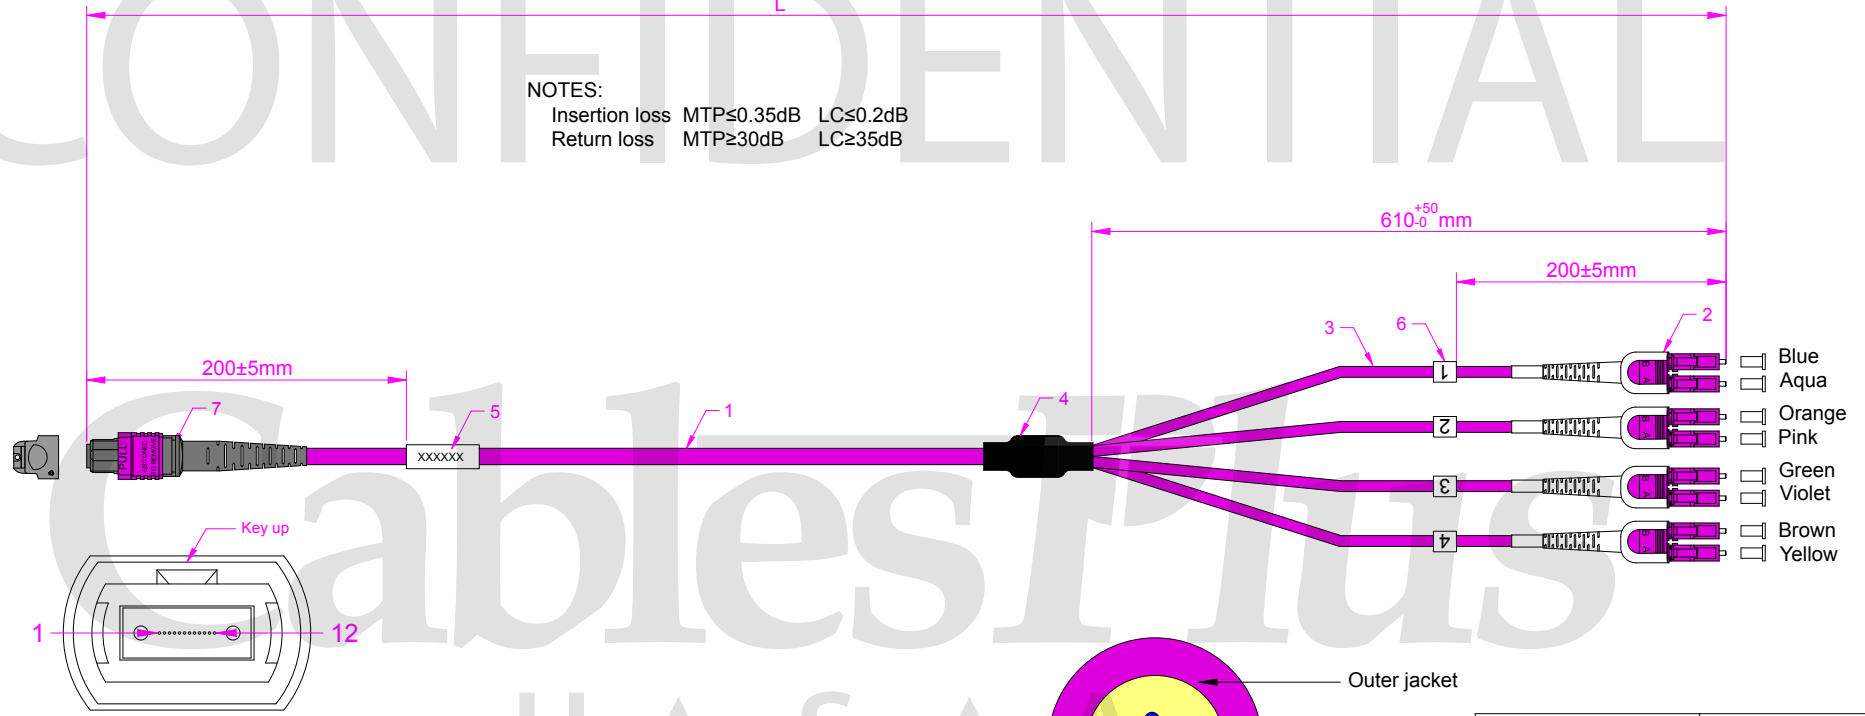 CONFIDENTIAL
L
NOTES:
Insertion loss MTP≤0.35dB LC≤0.2dB
Return loss MTP≥30dB LC≥35dB
610 +50 -0 mm
200±5mm
3
6
2
1
Blue
Aqua
200±5mm
7
5
1
4
PULL
xxxxxx
B A
2
Orange
Pink
B A
3
Green
Violet
B A
4
Brown
Yellow
B A
CablesPlus
Key up
1
12
Outer jacket
USA